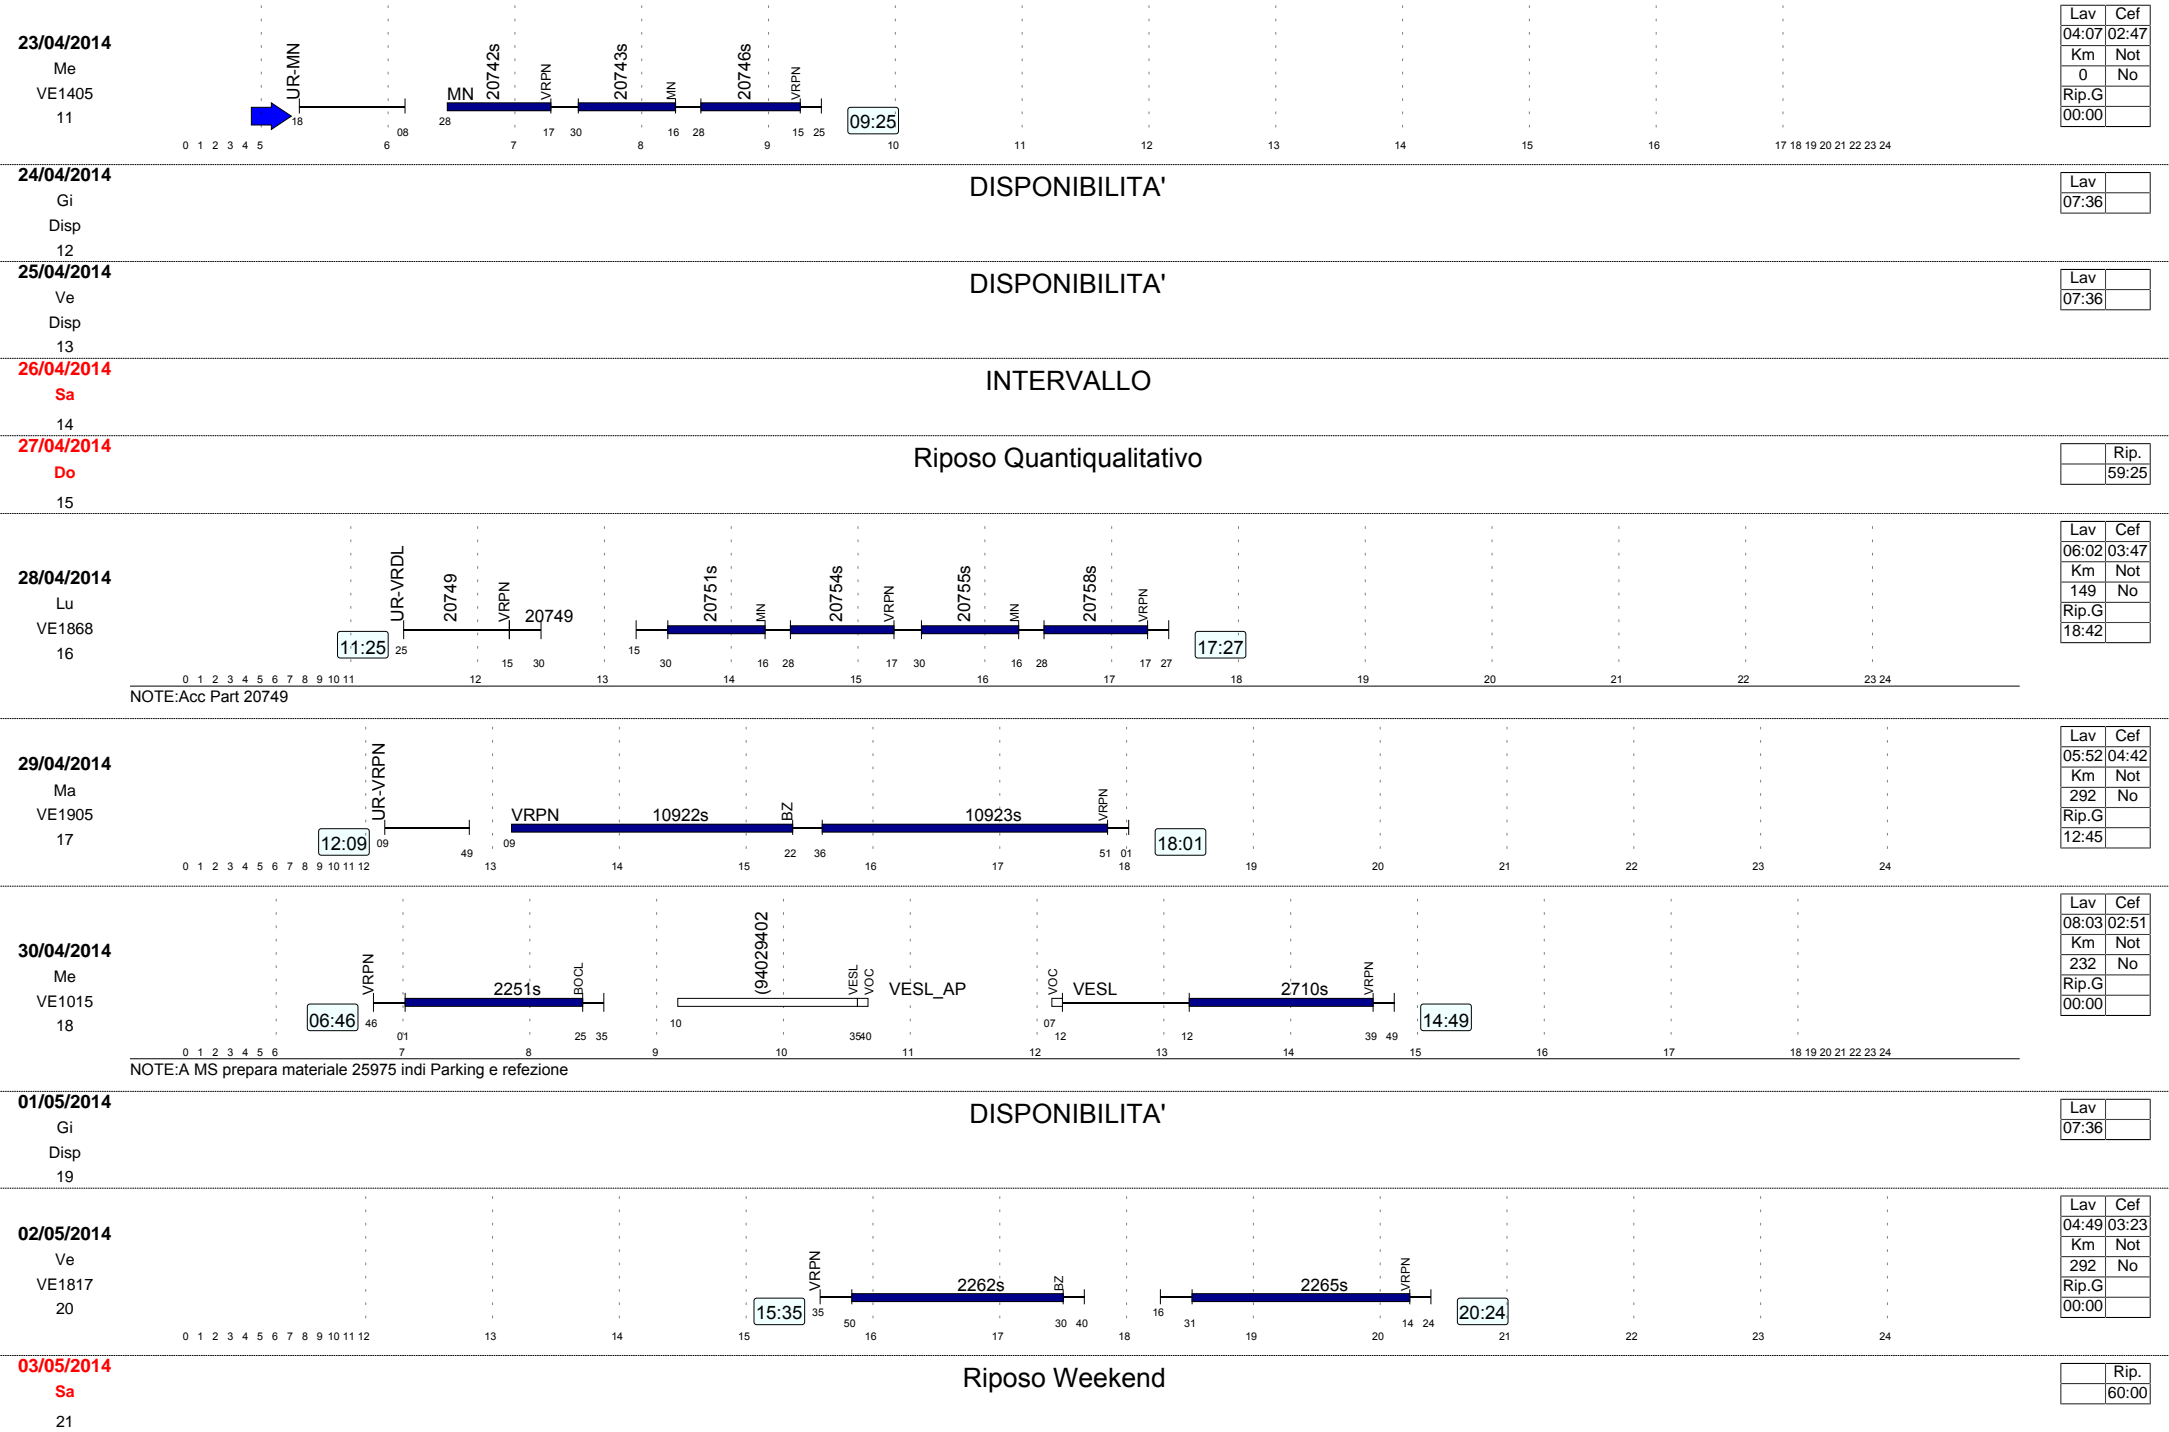 23/04/2014
Me
VE1405
11
UR-MN
18
08
MN
20742s
VRPN
20743s
MN
20746s
VRPN
28
17
30
16
28
15
25
09:25
0 1 2 3 4 5 6 7 8 9 10 11 12 13 14 15 16 17 18 19 20 21 22 23 24
Lav Cef
04:07 02:47
Km Not
0 No
Rip.G
00:00
24/04/2014
Gi
Disp
12
DISPONIBILITA'
Lav
07:36
25/04/2014
Ve
Disp
13
DISPONIBILITA'
Lav
07:36
26/04/2014
Sa
14
INTERVALLO
27/04/2014
Do
15
Riposo Quantiqualitativo
Rip.
59:25
28/04/2014
Lu
VE1868
16
11:25
UR-VRDL
20749
VRPN
20749
20751s
MN
20754s
VRPN
20755s
MN
20758s
VRPN
25
15
30
15
30
16
28
17
30
16
28
17
27
17:27
0 1 2 3 4 5 6 7 8 9 10 11 12 13 14 15 16 17 18 19 20 21 22 23 24
NOTE:Acc Part 20749
Lav Cef
06:02 03:47
Km Not
149 No
Rip.G
18:42
29/04/2014
Ma
VE1905
17
12:09
UR-VRPN
VRPN
10922s
BZ
10923s
VRPN
09
49
09
22
36
51
01
18:01
0 1 2 3 4 5 6 7 8 9 10 11 12 13 14 15 16 17 18 19 20 21 22 23 24
Lav Cef
05:52 04:42
Km Not
292 No
Rip.G
12:45
30/04/2014
Me
VE1015
18
06:46
VRPN
2251s
BOCL
(94029402
VESL
VOC
VESL_AP
VOC
VESL
2710s
VRPN
46
01
25
35
10
35
40
07
12
12
39
49
14:49
0 1 2 3 4 5 6 7 8 9 10 11 12 13 14 15 16 17 18 19 20 21 22 23 24
NOTE:A MS prepara materiale 25975 indi Parking e refezione
Lav Cef
08:03 02:51
Km Not
232 No
Rip.G
00:00
01/05/2014
Gi
Disp
19
DISPONIBILITA'
Lav
07:36
02/05/2014
Ve
VE1817
20
15:35
VRPN
2262s
BZ
2265s
VRPN
35
50
30
40
16
31
14
24
20:24
0 1 2 3 4 5 6 7 8 9 10 11 12 13 14 15 16 17 18 19 20 21 22 23 24
Lav Cef
04:49 03:23
Km Not
292 No
Rip.G
00:00
03/05/2014
Sa
21
Riposo Weekend
Rip.
60:00